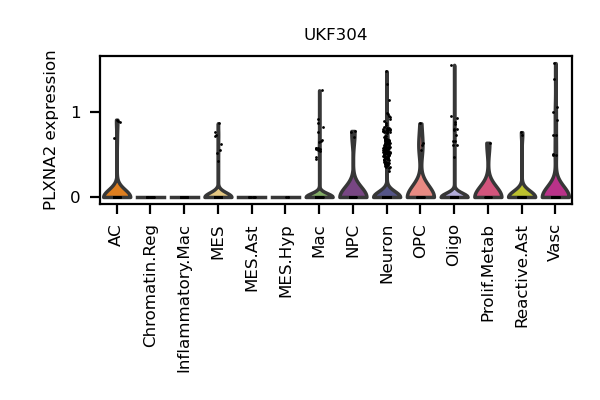 UKF304
PLXNA2 expression
1
0
AC
Chromatin.Reg
Inflammatory.Mac
MES
MES.Ast
MES.Hyp
Mac
NPC
Neuron
OPC
Oligo
Prolif.Metab
Reactive.Ast
Vasc